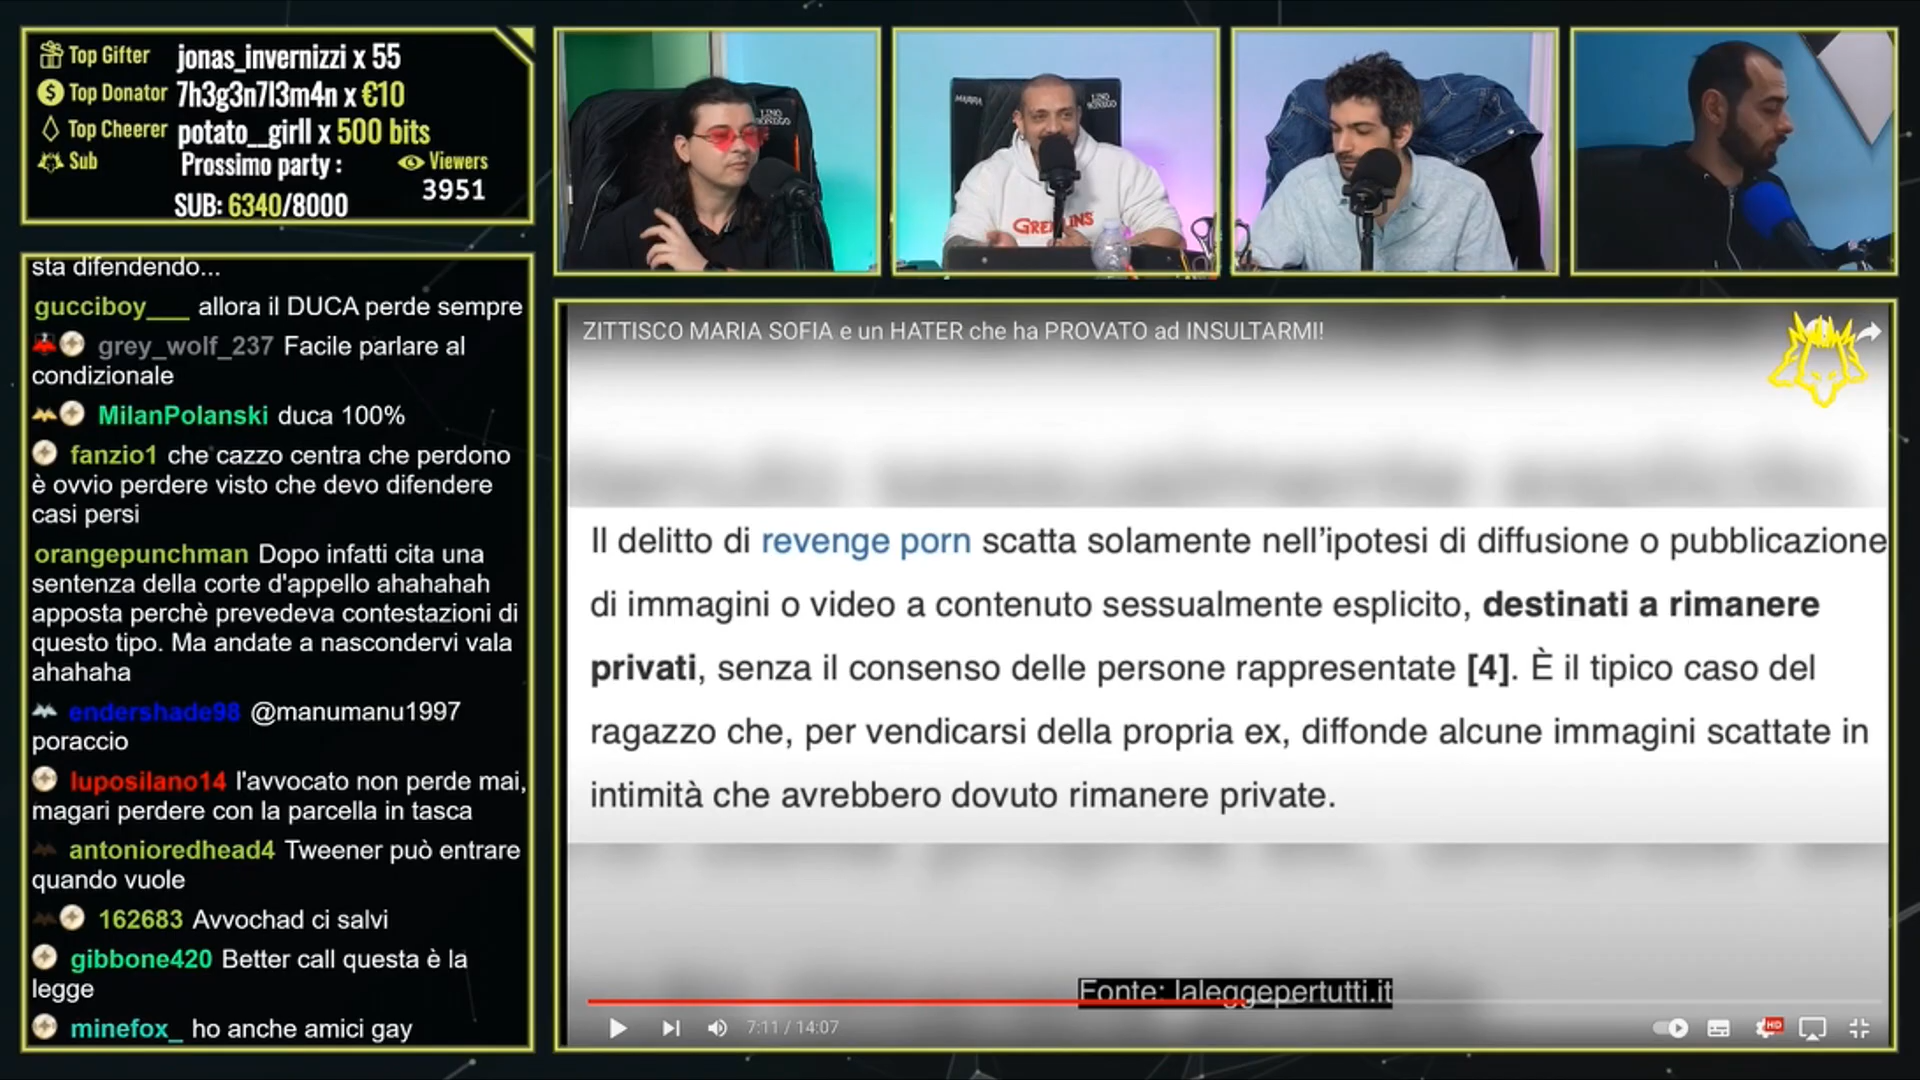 Top Gifter jonas_invernizzi x 55
Top Donator 7h3g3n7l3m4n x €10
Top Cheerer potato__girll x 500 bits
Sub Prossimo party : Viewers
SUB: 6340/8000 3951
sta difendendo...
gucciboy___ allora il DUCA perde sempre
grey_wolf_237 Facile parlare al
condizionale
MilanPolanski duca 100%
fanzio1 che cazzo centra che perdono
è ovvio perdere visto che devo difendere
casi persi
orangepunchman Dopo infatti cita una
sentenza della corte d'appello ahahahah
apposta perchè prevedeva contestazioni di
questo tipo. Ma andate a nascondervi vala
ahahaha
endershade98 @manumanu1997
poraccio
luposilano14 l'avvocato non perde mai,
magari perdere con la parcella in tasca
antonioredhead4 Tweener può entrare
quando vuole
162683 Avvochad ci salvi
gibbone420 Better call questa è la
legge
minefox_ ho anche amici gay
LINO SONEGO
MARRA
LINO SONEGO
GREMLINS
ZITTISCO MARIA SOFIA e un HATER che ha PROVATO ad INSULTARMI!
Il delitto di revenge porn scatta solamente nell’ipotesi di diffusione o pubblicazione
di immagini o video a contenuto sessualmente esplicito, destinati a rimanere
privati, senza il consenso delle persone rappresentate [4]. È il tipico caso del
ragazzo che, per vendicarsi della propria ex, diffonde alcune immagini scattate in
intimità che avrebbero dovuto rimanere private.
Fonte: laleggepertutti.it
7:11 / 14:07
HD